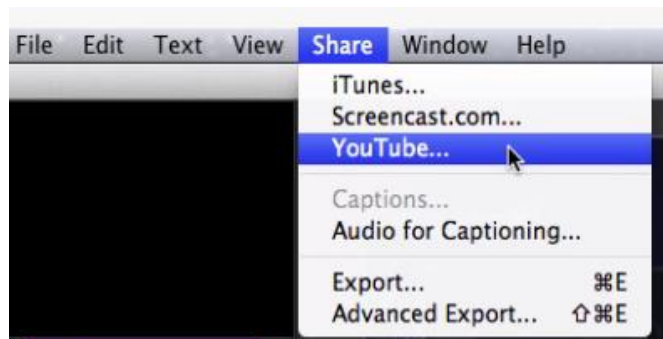 File Edit Text View Share Window Help
iTunes...
Screencast.com...
YouTube...
Captions...
Audio for Captioning...
Export... ⌘E
Advanced Export... ⇧⌘E